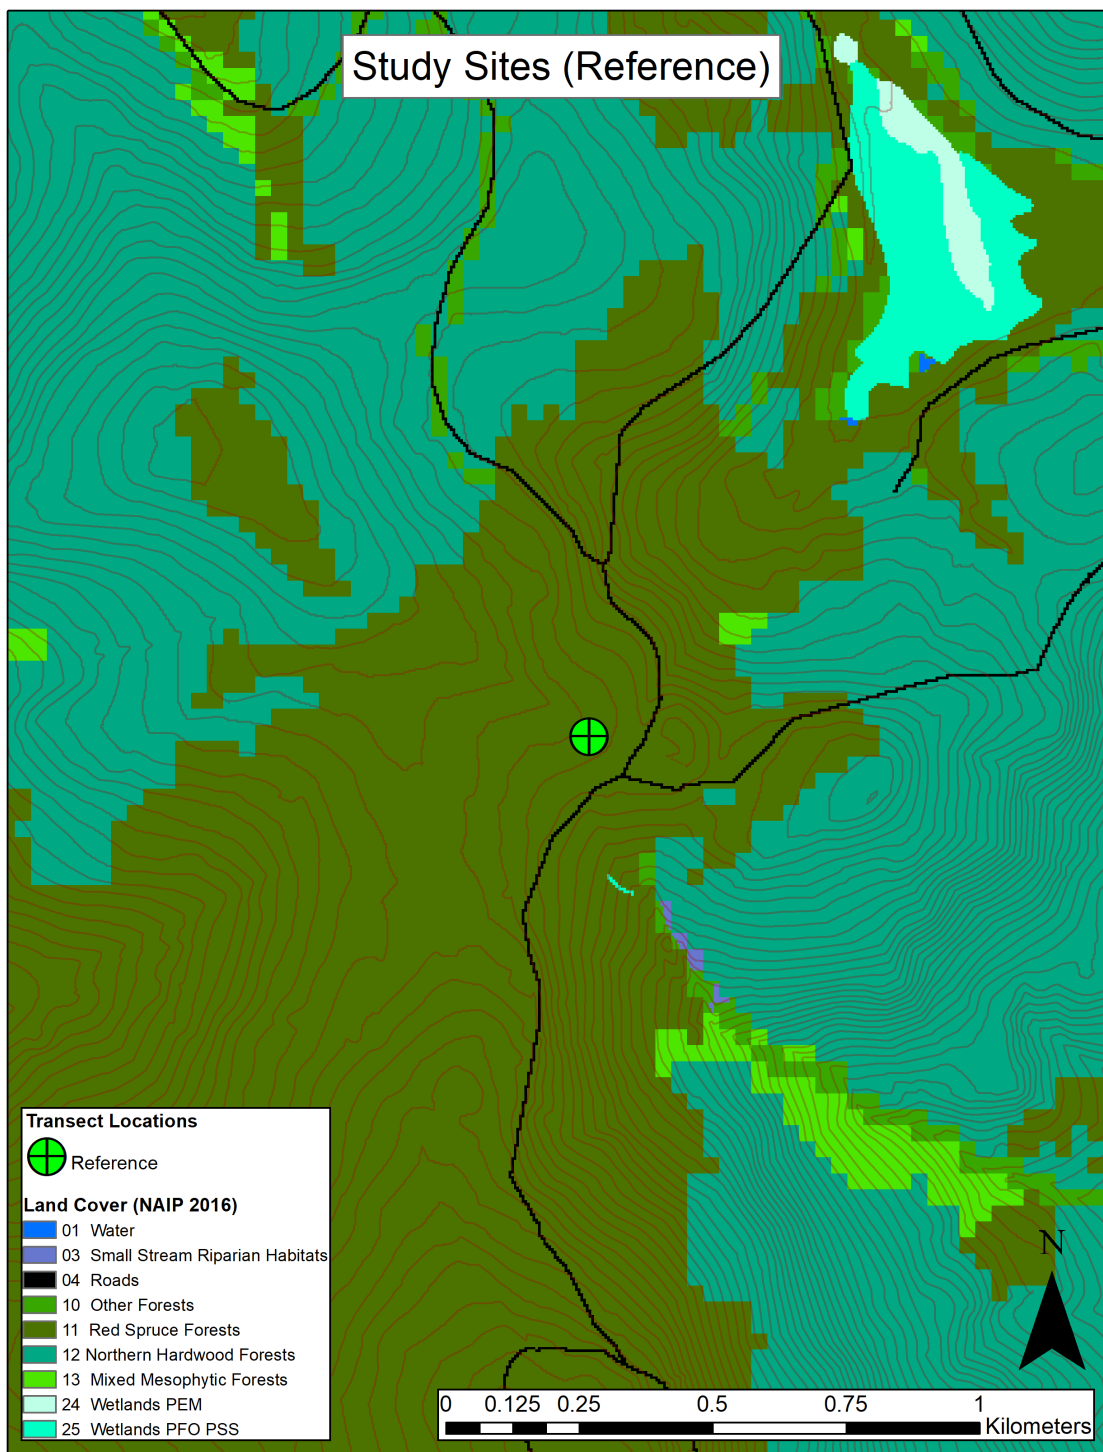 Study Sites (Reference)
Transect Locations
Reference
Land Cover (NAIP 2016)
01 Water
03 Small Stream Riparian Habitats
04 Roads
10 Other Forests
11 Red Spruce Forests
12 Northern Hardwood Forests
13 Mixed Mesophytic Forests
24 Wetlands PEM
25 Wetlands PFO PSS
N
0 0.125 0.25 0.5 0.75 1
Kilometers